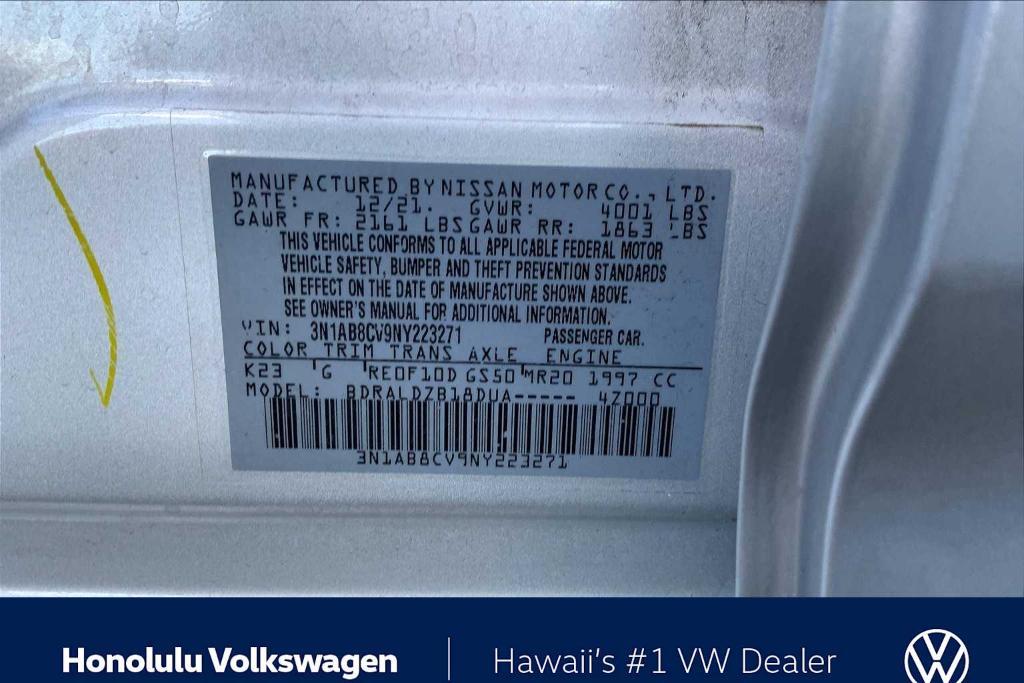 MANUFACTURED BY NISSAN MOTOR CO., LTD.
DATE: 12/21. GVWR: 4001 LBS
GAWR FR: 2161 LBS GAWR RR: 1863 LBS
THIS VEHICLE CONFORMS TO ALL APPLICABLE FEDERAL MOTOR
VEHICLE SAFETY, BUMPER AND THEFT PREVENTION STANDARDS
IN EFFECT ON THE DATE OF MANUFACTURE SHOWN ABOVE.
SEE OWNER'S MANUAL FOR ADDITIONAL INFORMATION.
VIN: 3N1AB8CV9NY223271 PASSENGER CAR.
COLOR TRIM TRANS AXLE ENGINE
K23 G RE0F10D GS50 MR20 1997 CC
MODEL: BDRALDZB18DUA----- 4Z000
3N1AB8CV9NY223271
Honolulu Volkswagen | Hawaii's #1 VW Dealer